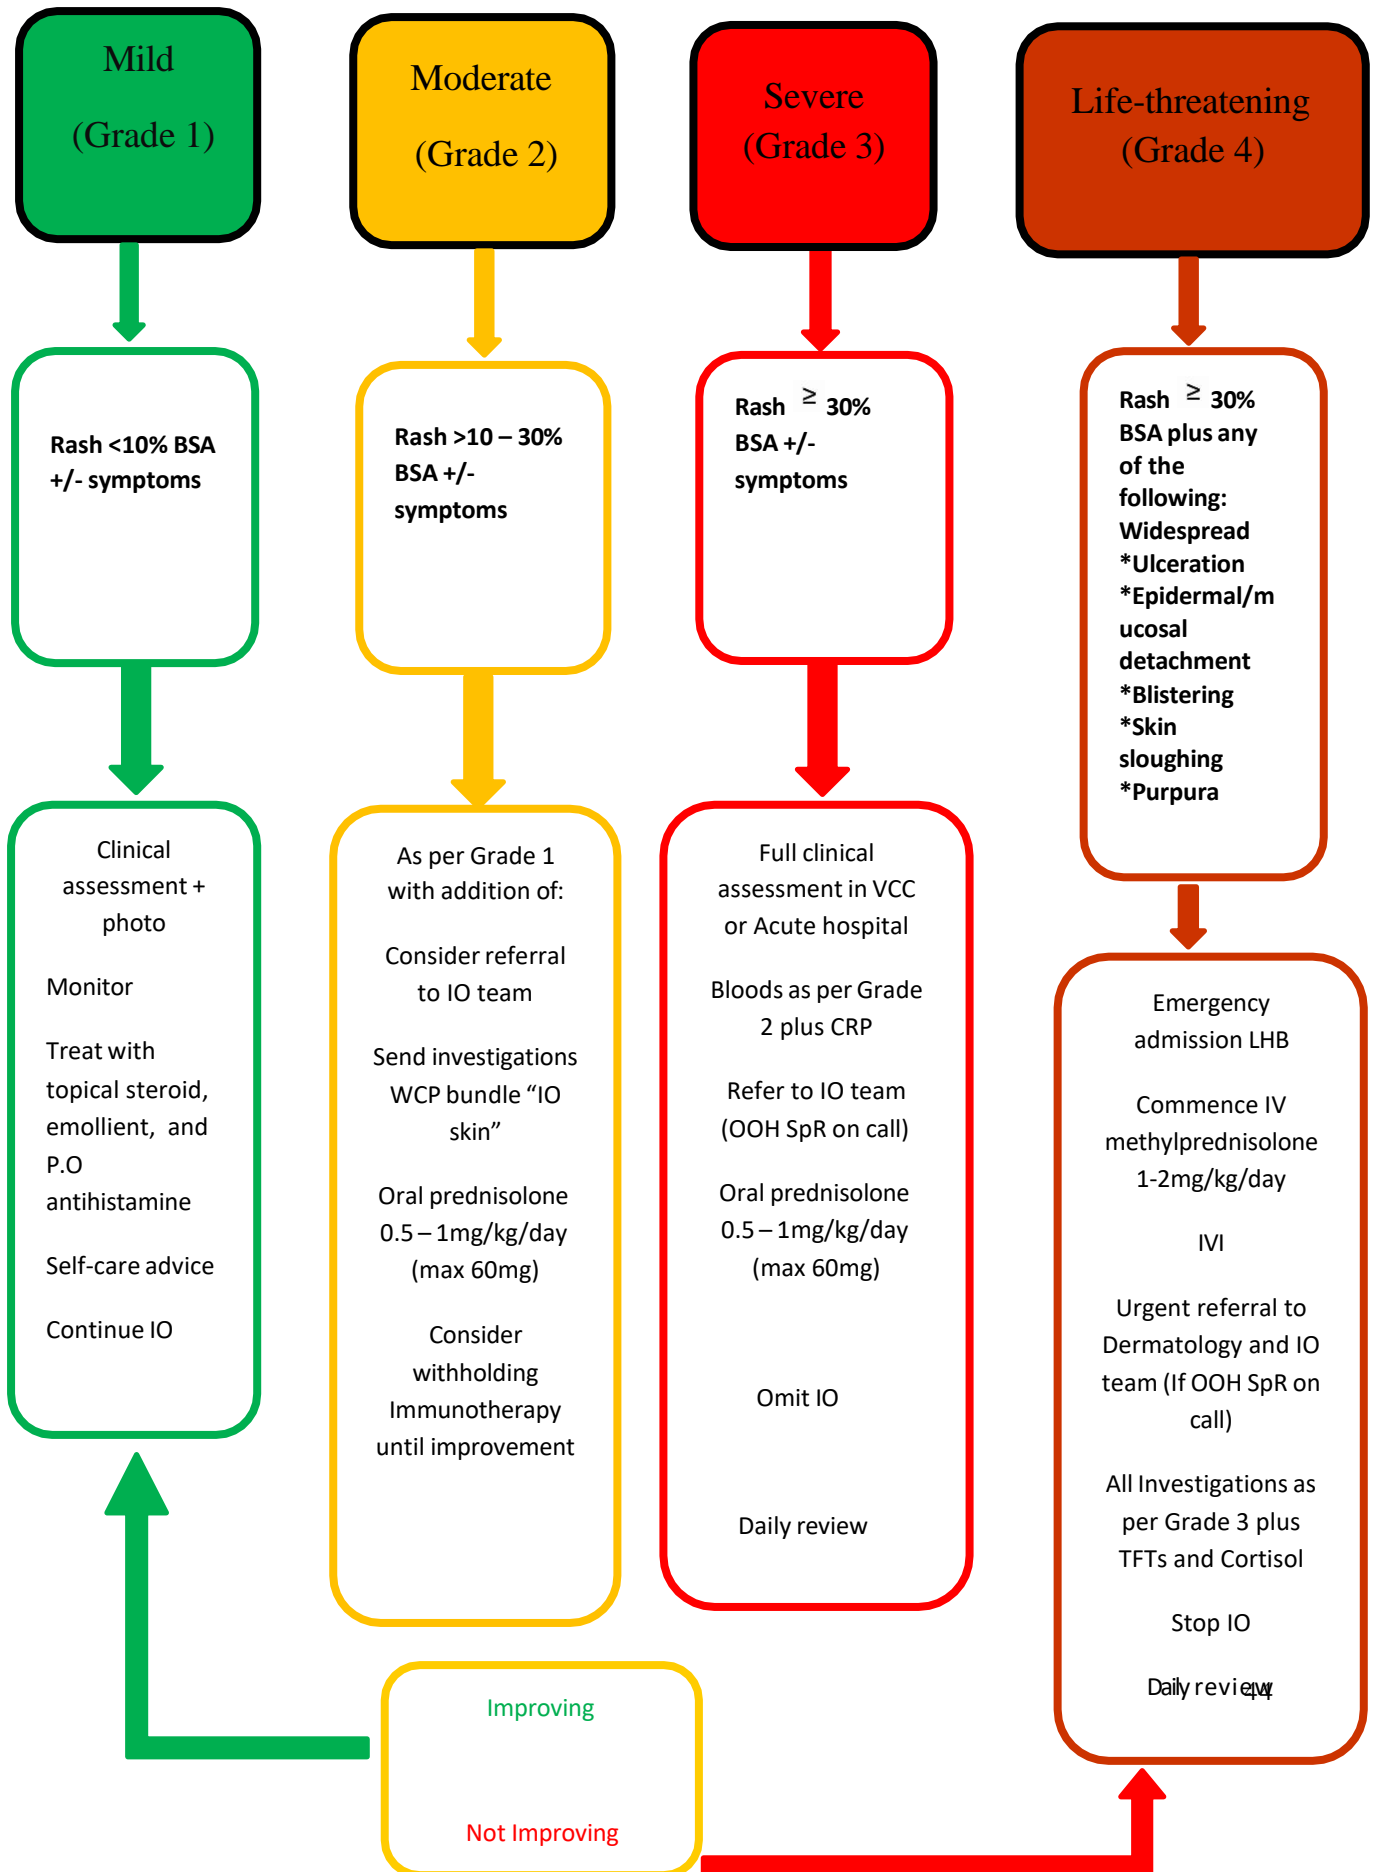 Mild
(Grade 1)
Moderate
(Grade 2)
Severe
(Grade 3)
Life-threatening
(Grade 4)
Rash <10% BSA
+/- symptoms
Rash >10 – 30%
BSA +/-
symptoms
Rash ≥ 30%
BSA +/-
symptoms
Rash ≥ 30%
BSA plus any
of the
following:
Widespread
*Ulceration
*Epidermal/m
ucosal
detachment
*Blistering
*Skin
sloughing
*Purpura
Clinical
assessment +
photo
Monitor
Treat with
topical steroid,
emollient, and
P.O
antihistamine
Self-care advice
Continue IO
As per Grade 1
with addition of:
Consider referral
to IO team
Send investigations
WCP bundle “IO
skin”
Oral prednisolone
0.5 – 1mg/kg/day
(max 60mg)
Consider
withholding
Immunotherapy
until improvement
Full clinical
assessment in VCC
or Acute hospital
Bloods as per Grade
2 plus CRP
Refer to IO team
(OOH SpR on call)
Oral prednisolone
0.5 – 1mg/kg/day
(max 60mg)
Omit IO
Daily review
Emergency
admission LHB
Commence IV
methylprednisolone
1-2mg/kg/day
IVI
Urgent referral to
Dermatology and IO
team (If OOH SpR on
call)
All Investigations as
per Grade 3 plus
TFTs and Cortisol
Stop IO
Daily review
44
Improving
Not Improving